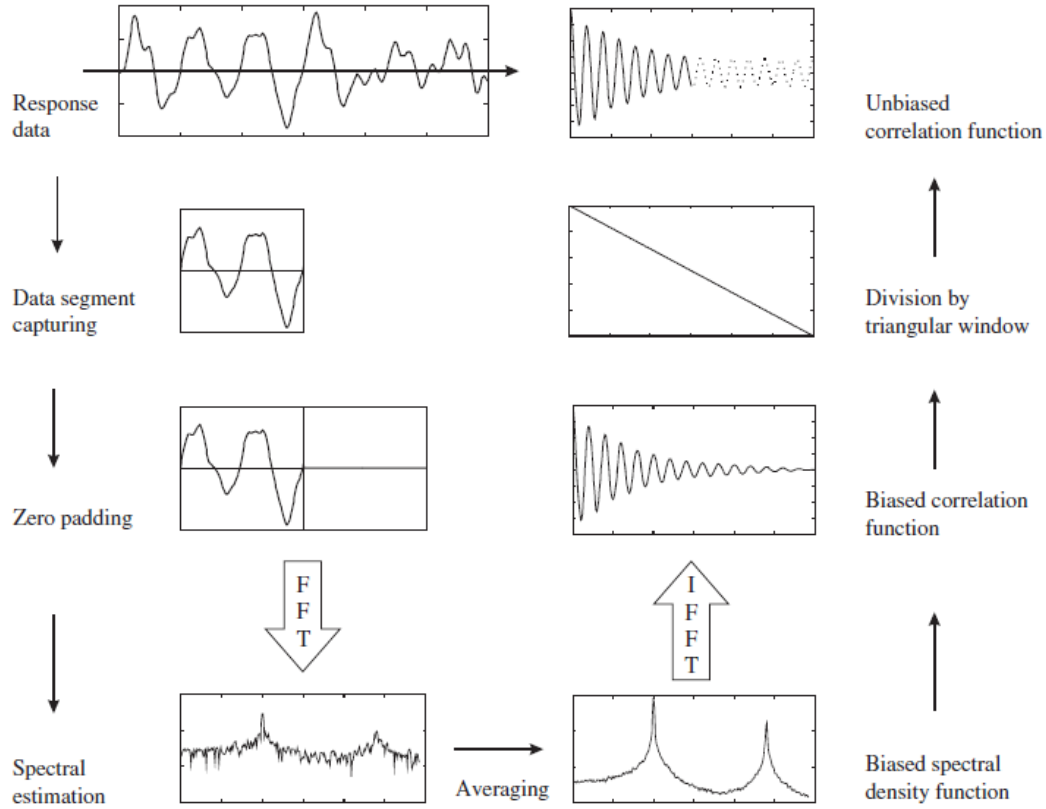 Response
data
Data segment
capturing
Zero padding
F
F
T
Spectral
estimation
Averaging
Biased spectral
density function
I
F
F
T
Biased correlation
function
Division by
triangular window
Unbiased
correlation function